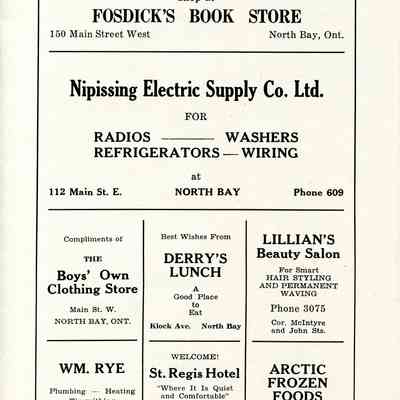 FOSDICK'S BOOK STORE
150 Main Street West North Bay, Ont.
Nipissing Electric Supply Co. Ltd.
FOR
RADIOS — WASHERS
REFRIGERATORS — WIRING
at
112 Main St. E. NORTH BAY Phone 609
Compliments of
THE
Boys' Own
Clothing Store
Main St. W.
NORTH BAY, ONT.
Best Wishes From
DERRY'S
LUNCH
A
Good Place
to
Eat
Klock Ave. North Bay
LILLIAN'S
Beauty Salon
For Smart
HAIR STYLING
AND PERMANENT
WAVING
Phone 3075
Cor. McIntyre
and John Sts.
WM. RYE
Plumbing — Heating
WELCOME!
St. Regis Hotel
"Where It Is Quiet
and Comfortable"
ARCTIC
FROZEN
FOODS